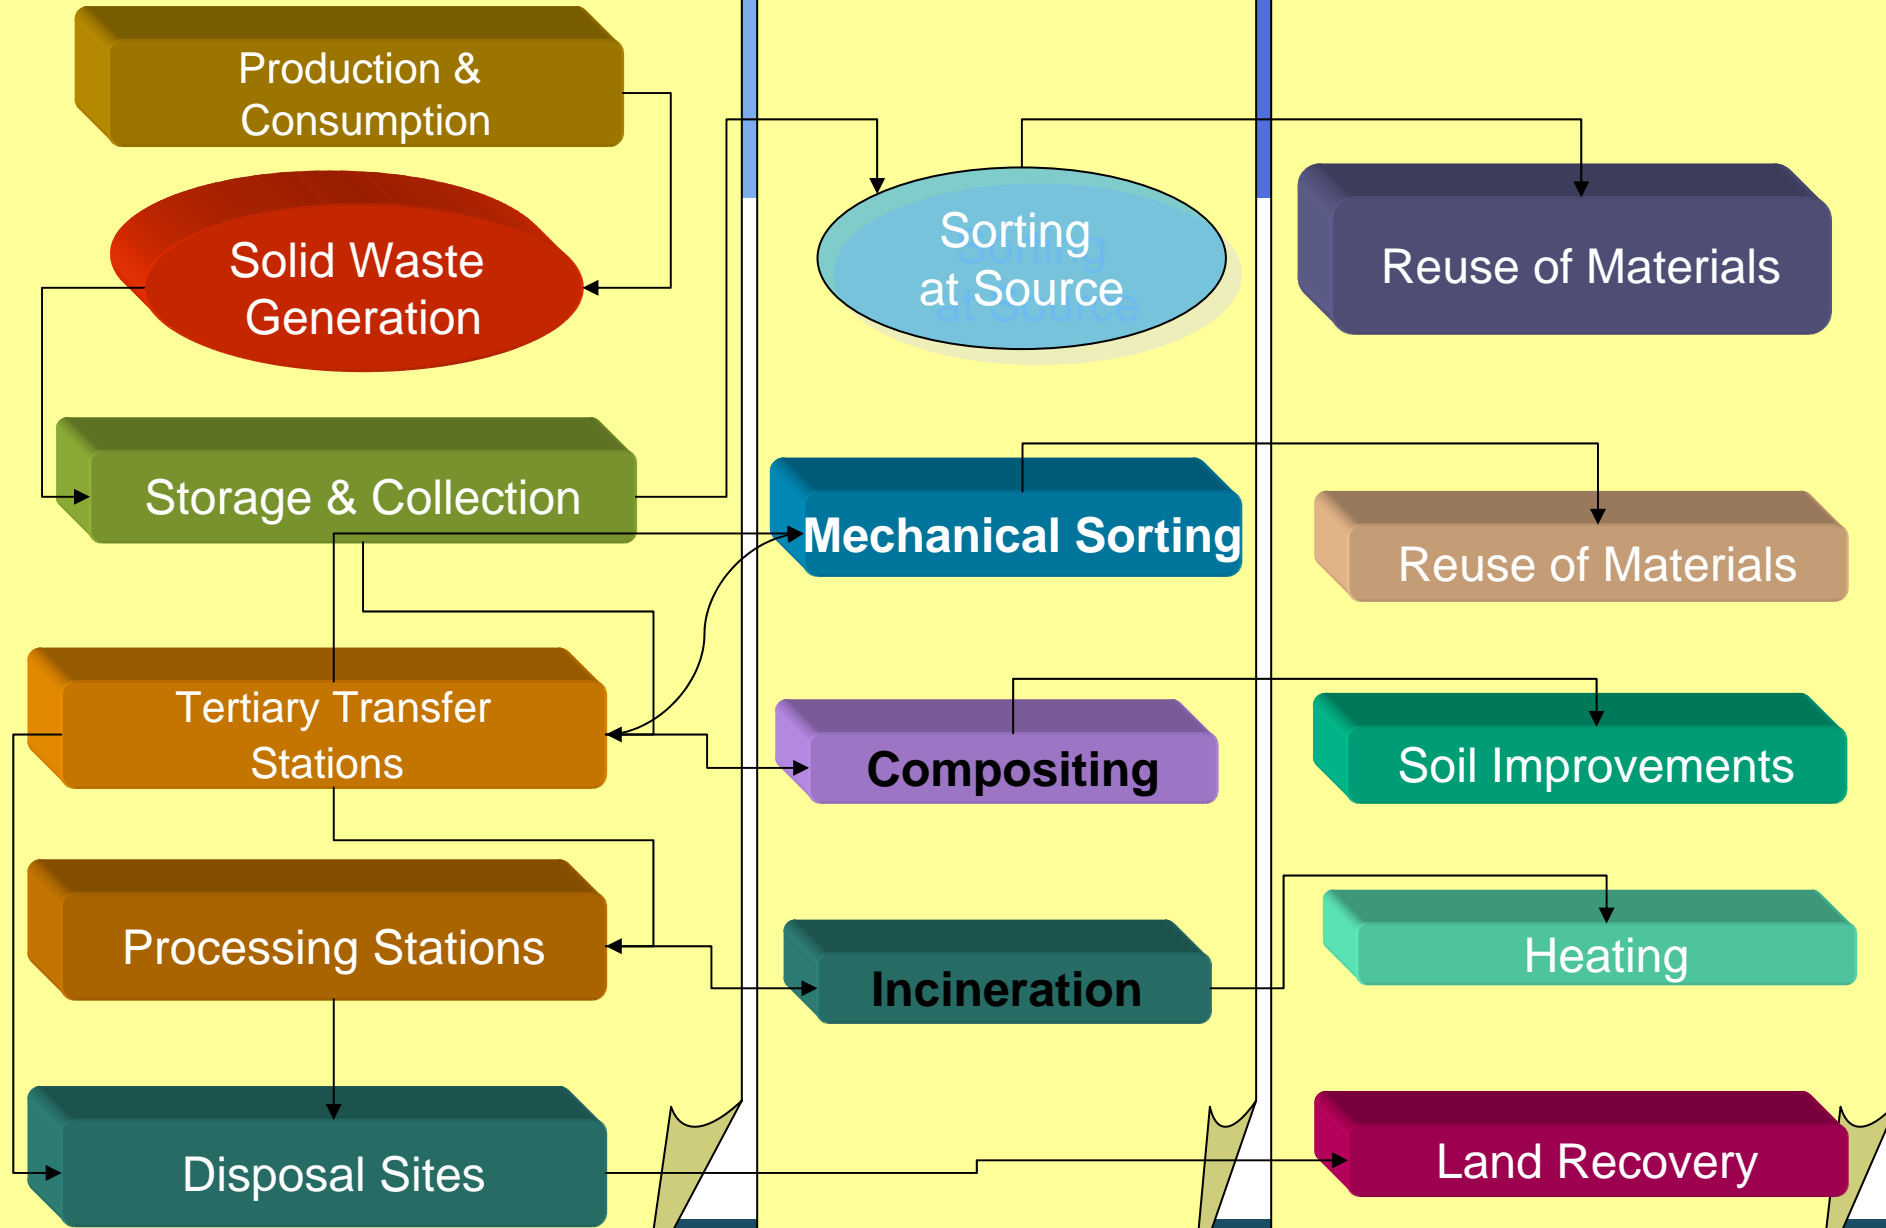 Production &
Consumption
Solid Waste
Generation
Storage & Collection
Tertiary Transfer
Stations
Processing Stations
Disposal Sites
Sorting
at Source
Mechanical Sorting
Compositing
Incineration
Reuse of Materials
Reuse of Materials
Soil Improvements
Heating
Land Recovery